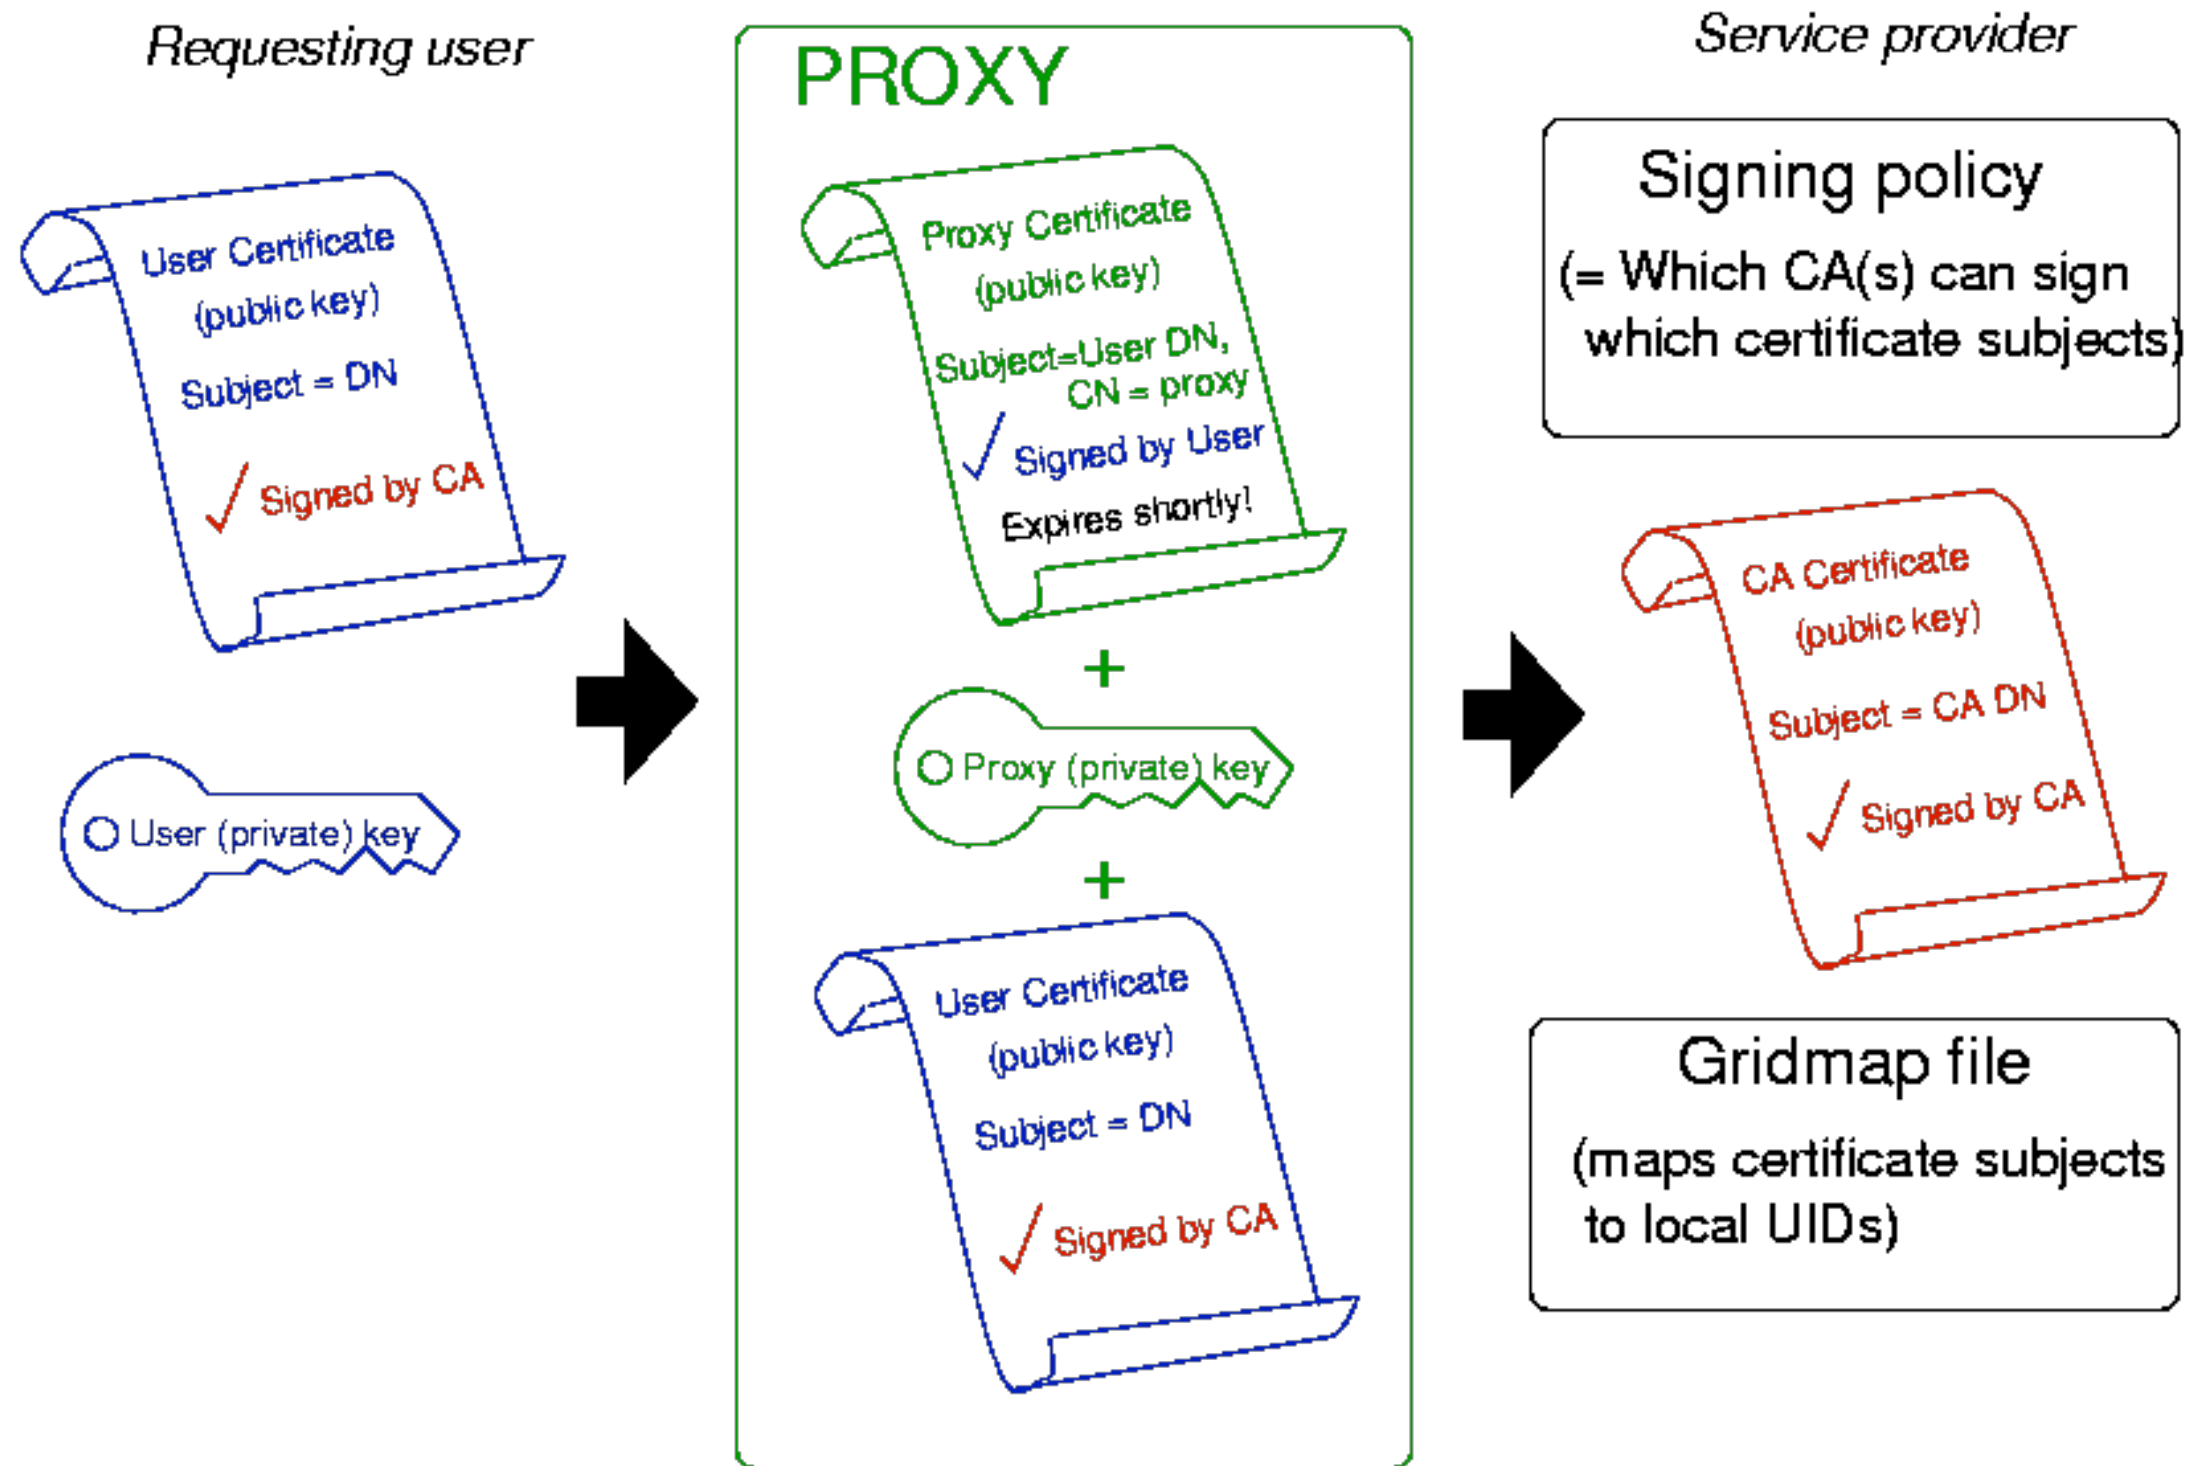 Requesting user
User Certificate
(public key)
Subject = DN
Signed by CA
User (private) key
PROXY
Proxy Certificate
(public key)
Subject=User DN,
CN = proxy
Signed by User
Expires shortly!
+
Proxy (private) key
+
User Certificate
(public key)
Subject = DN
Signed by CA
Service provider
Signing policy
(= Which CA(s) can sign
which certificate subjects)
CA Certificate
(public key)
Subject = CA DN
Signed by CA
Gridmap file
(maps certificate subjects
to local UIDs)